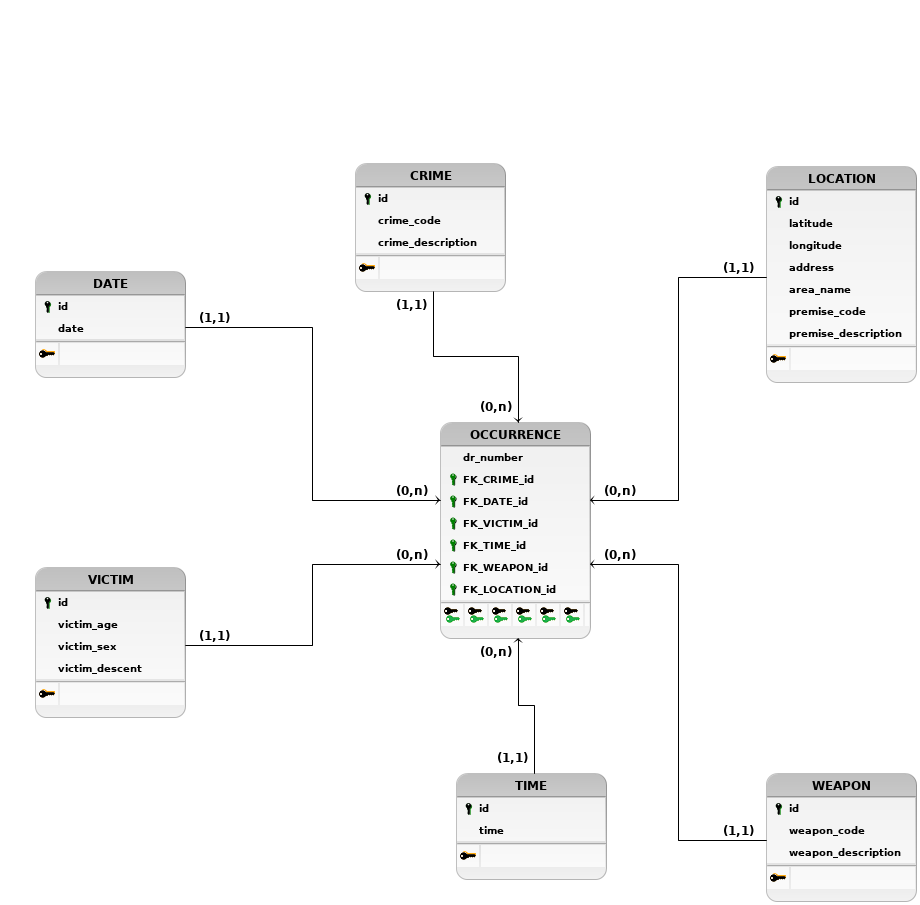 CRIME
id
crime_code
crime_description
(1,1)
LOCATION
id
latitude
longitude
address
area_name
premise_code
premise_description
(1,1)
DATE
id
date
(1,1)
(0,n)
(0,n)
(0,n)
OCCURRENCE
dr_number
FK_CRIME_id
FK_DATE_id
FK_VICTIM_id
FK_TIME_id
FK_WEAPON_id
FK_LOCATION_id
(0,n)
(0,n)
(0,n)
VICTIM
id
victim_age
victim_sex
victim_descent
(1,1)
(1,1)
TIME
id
time
(1,1)
WEAPON
id
weapon_code
weapon_description